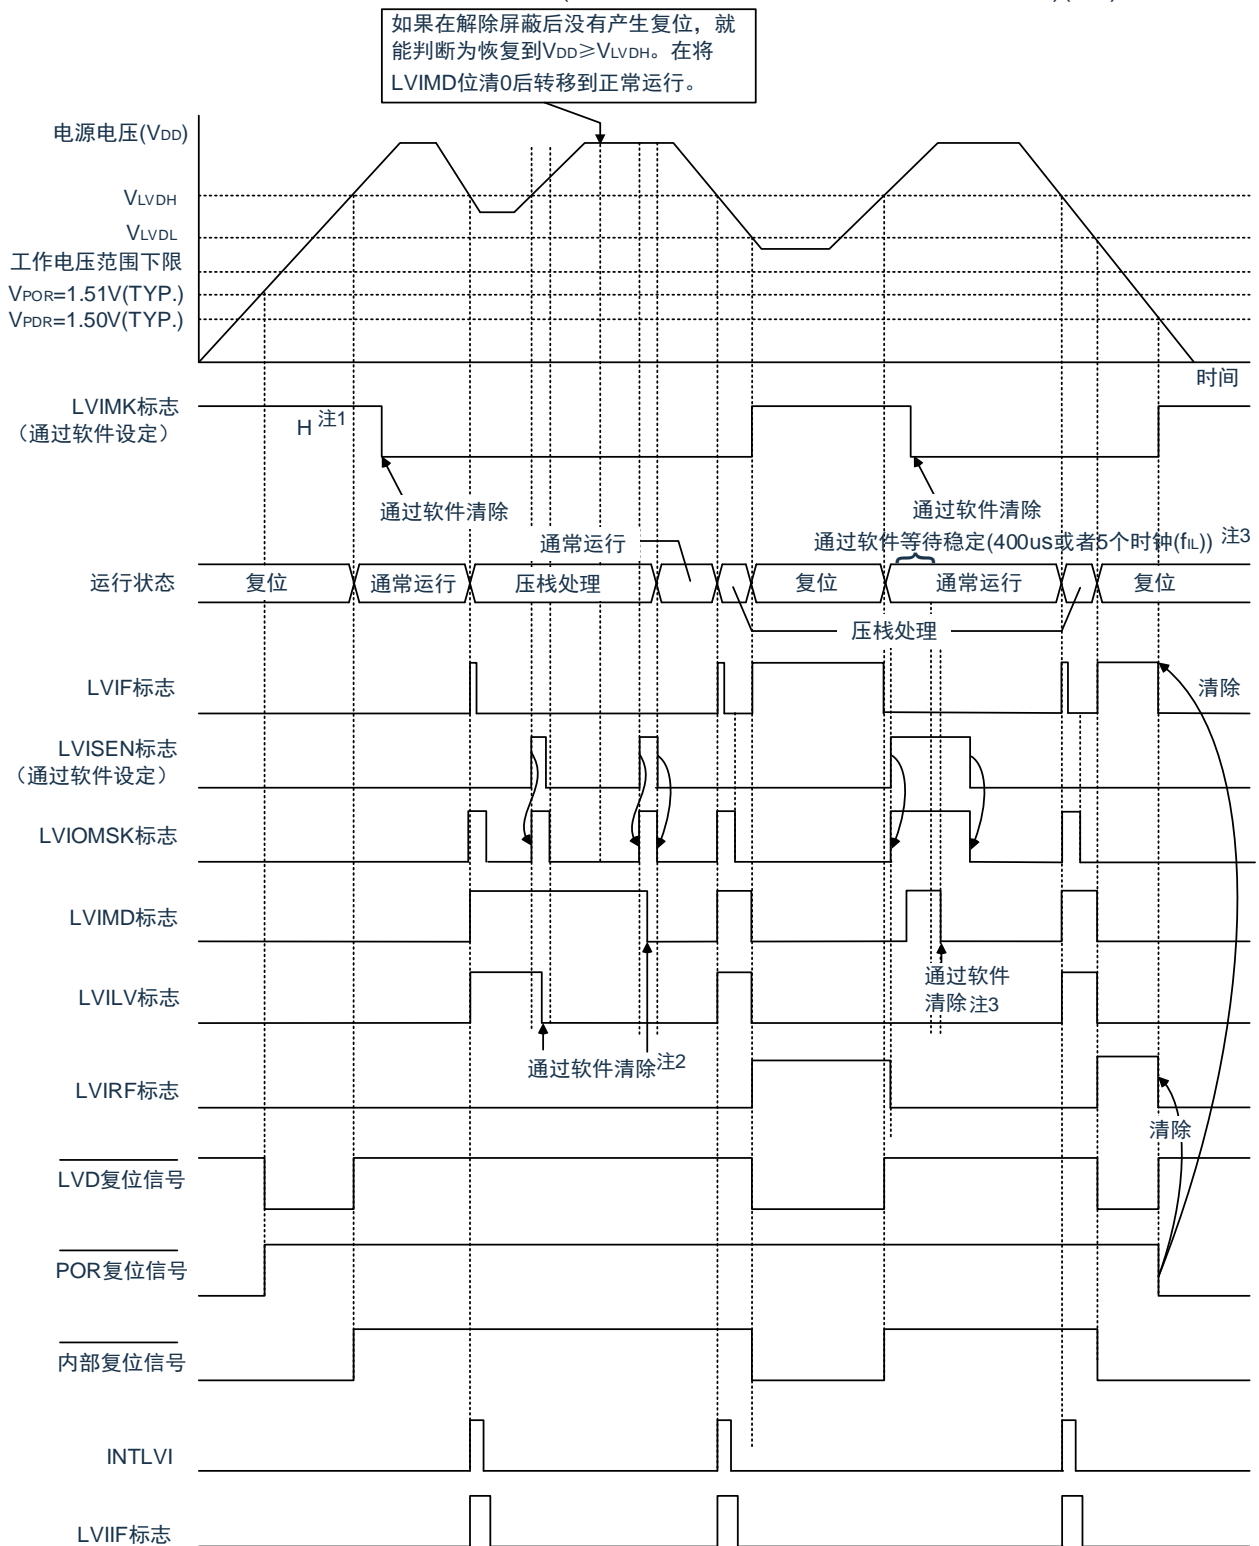 如果在解除屏蔽后没有产生复位，就
能判断为恢复到VDD≥VLVDH。在将
LVIMD位清0后转移到正常运行。
电源电压(VDD)
VLVDH
VLVDL
工作电压范围下限
VPOR=1.51V(TYP.)
VPDR=1.50V(TYP.)
时间
LVIMK标志
（通过软件设定）
H 注1
通过软件清除
通过软件清除
通常运行
通过软件等待稳定(400us或者5个时钟(fIL)) 注3
运行状态
复位
通常运行
压栈处理
复位
通常运行
复位
压栈处理
LVIF标志
清除
LVISEN标志
（通过软件设定）
LVIOMSK标志
LVIMD标志
通过软件
清除注3
LVILV标志
通过软件清除注2
LVIRF标志
清除
LVD复位信号
POR复位信号
内部复位信号
INTLVI
LVIIF标志